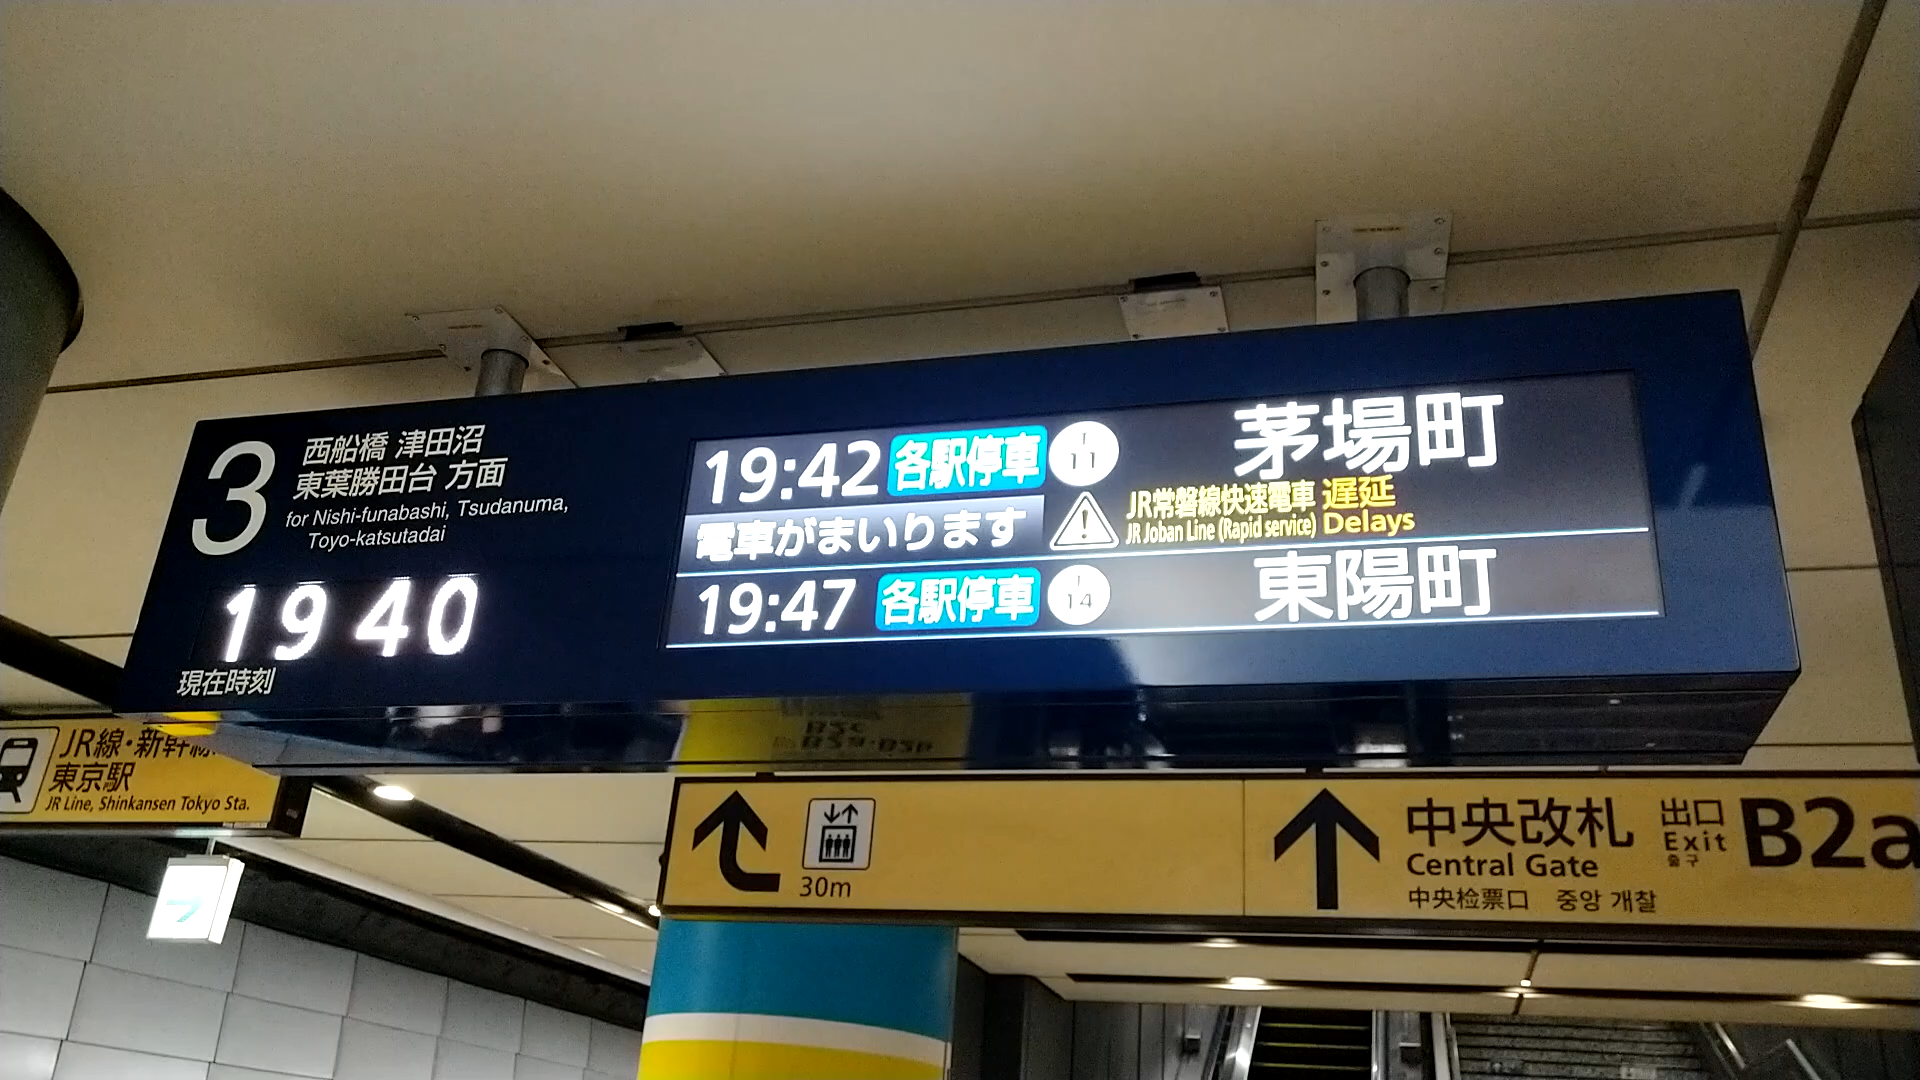 3
西船橋 津田沼
東葉勝田台 方面
for Nishi-funabashi, Tsudanuma,
Toyo-katsutadai
19 40
現在時刻
19:42 各駅停車 T 11 茅場町
電車がまいります
JR常磐線快速電車 遅延
JR Joban Line (Rapid service) Delays
19:47 各駅停車 T 14 東陽町
JR線・新幹線
東京駅
JR Line, Shinkansen Tokyo Sta.
30m
中央改札
Central Gate
中央检票口 중앙 개찰
出口
Exit
출구
B2a